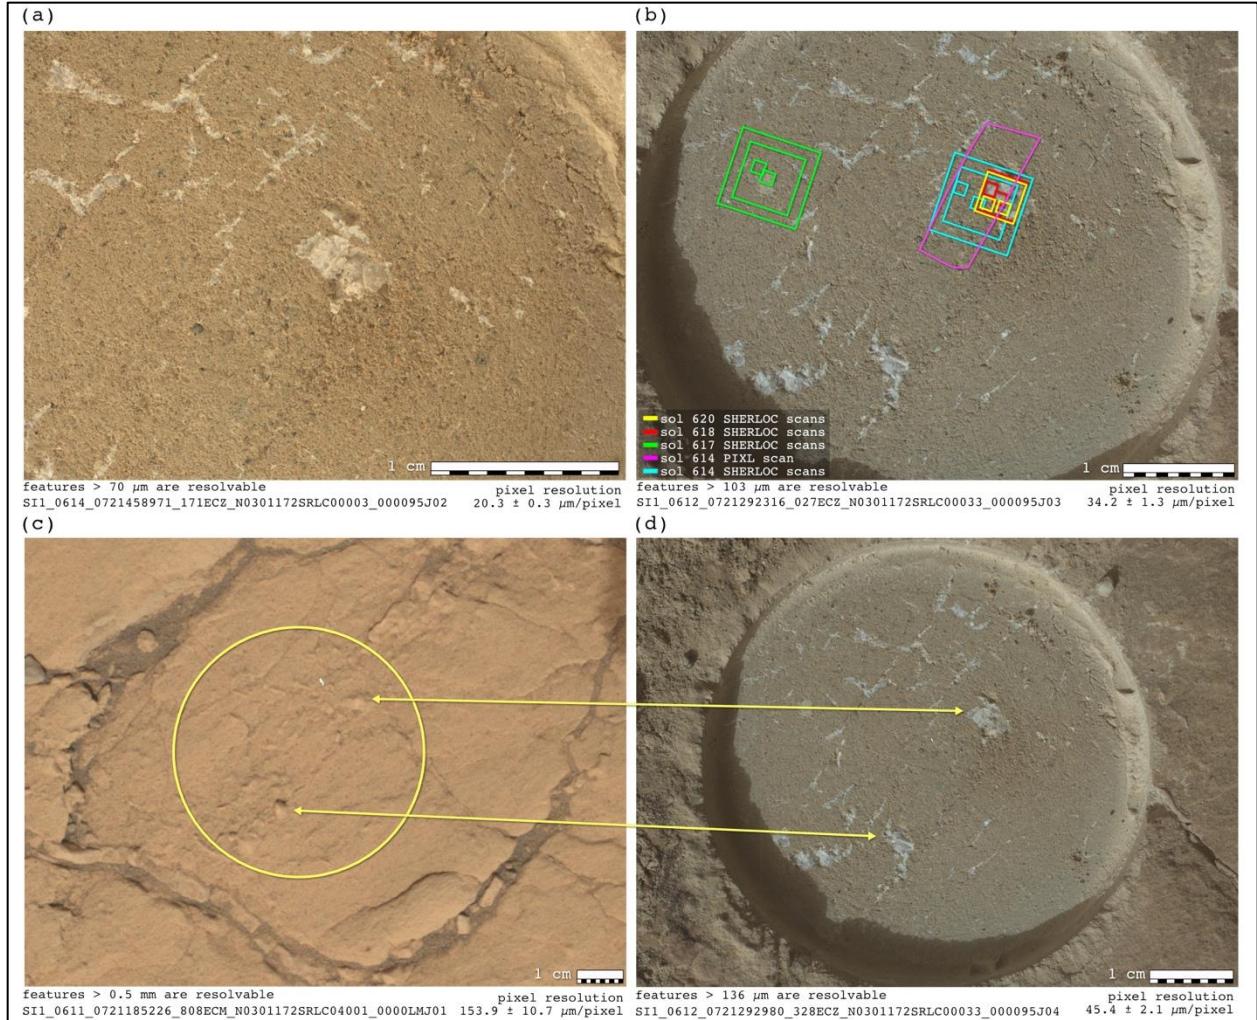 (a)
1 cm
features > 70 µm are resolvable
pixel resolution
SI1_0614_0721458971_171ECZ_N0301172SRLC00003_000095J02
20.3 ± 0.3 µm/pixel
(b)
sol 620 SHERLOC scans
sol 618 SHERLOC scans
sol 617 SHERLOC scans
sol 614 PIXL scan
sol 614 SHERLOC scans
1 cm
features > 103 µm are resolvable
pixel resolution
SI1_0612_0721292316_027ECZ_N0301172SRLC00033_000095J03
34.2 ± 1.3 µm/pixel
(c)
1 cm
features > 0.5 mm are resolvable
pixel resolution
SI1_0611_0721185226_808ECM_N0301172SRLC04001_0000LMJ01
153.9 ± 10.7 µm/pixel
(d)
1 cm
features > 136 µm are resolvable
pixel resolution
SI1_0612_0721292980_328ECZ_N0301172SRLC00033_000095J04
45.4 ± 2.1 µm/pixel